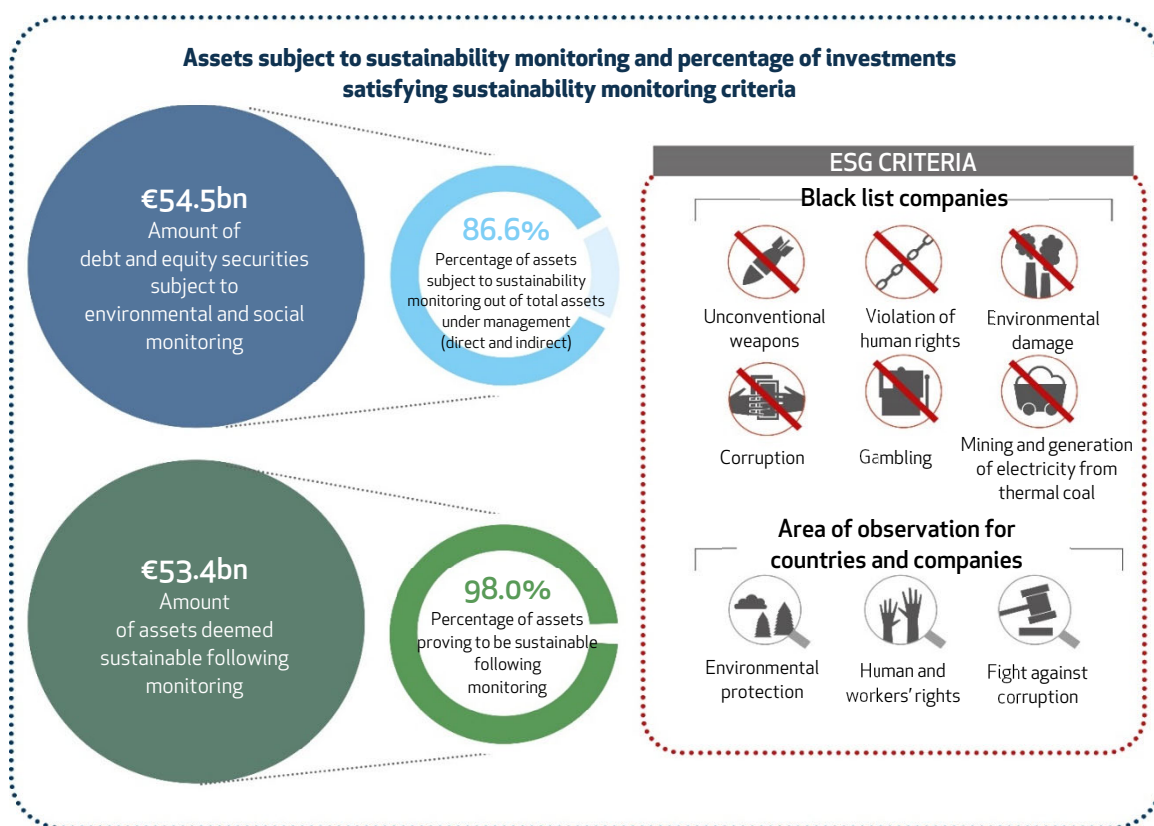 Assets subject to sustainability monitoring and percentage of investments
satisfying sustainability monitoring criteria
€54.5bn
Amount of
debt and equity securities
subject to
environmental and social
monitoring
86.6%
Percentage of assets
subject to sustainability
monitoring out of total assets
under management
(direct and indirect)
€53.4bn
Amount
of assets deemed
sustainable following
monitoring
98.0%
Percentage of assets
proving to be sustainable
following
monitoring
ESG CRITERIA
Black list companies
Unconventional
weapons
Violation of
human rights
Environmental
damage
Corruption
Gambling
Mining and generation
of electricity from
thermal coal
Area of observation for
countries and companies
Environmental
protection
Human and
workers' rights
Fight against
corruption